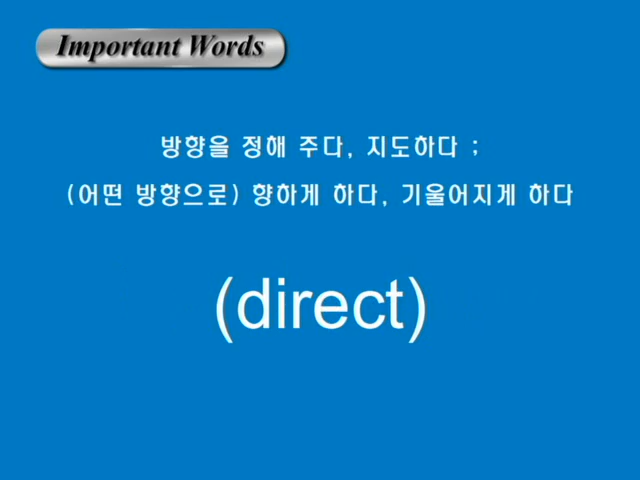 Important Words
방향을 정해 주다, 지도하다 ;
(어떤 방향으로) 향하게 하다, 기울어지게 하다
(direct)